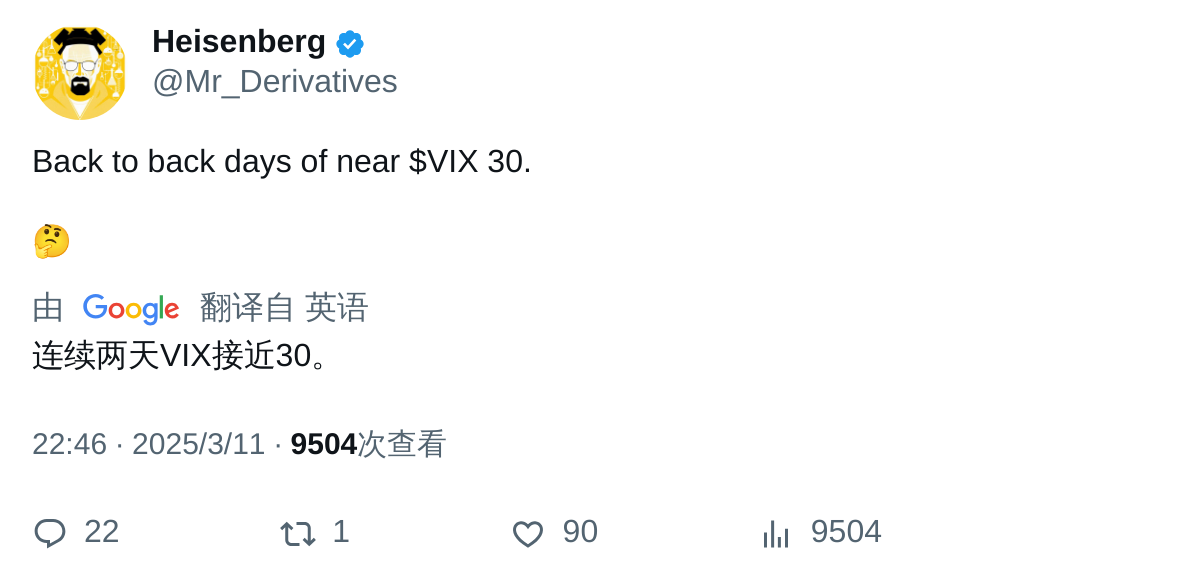 Heisenberg
@Mr_Derivatives
Back to back days of near $VIX 30.
🤔
由 Google 翻译自 英语
连续两天VIX接近30。
22:46 · 2025/3/11 · 9504次查看
22 1 90 9504